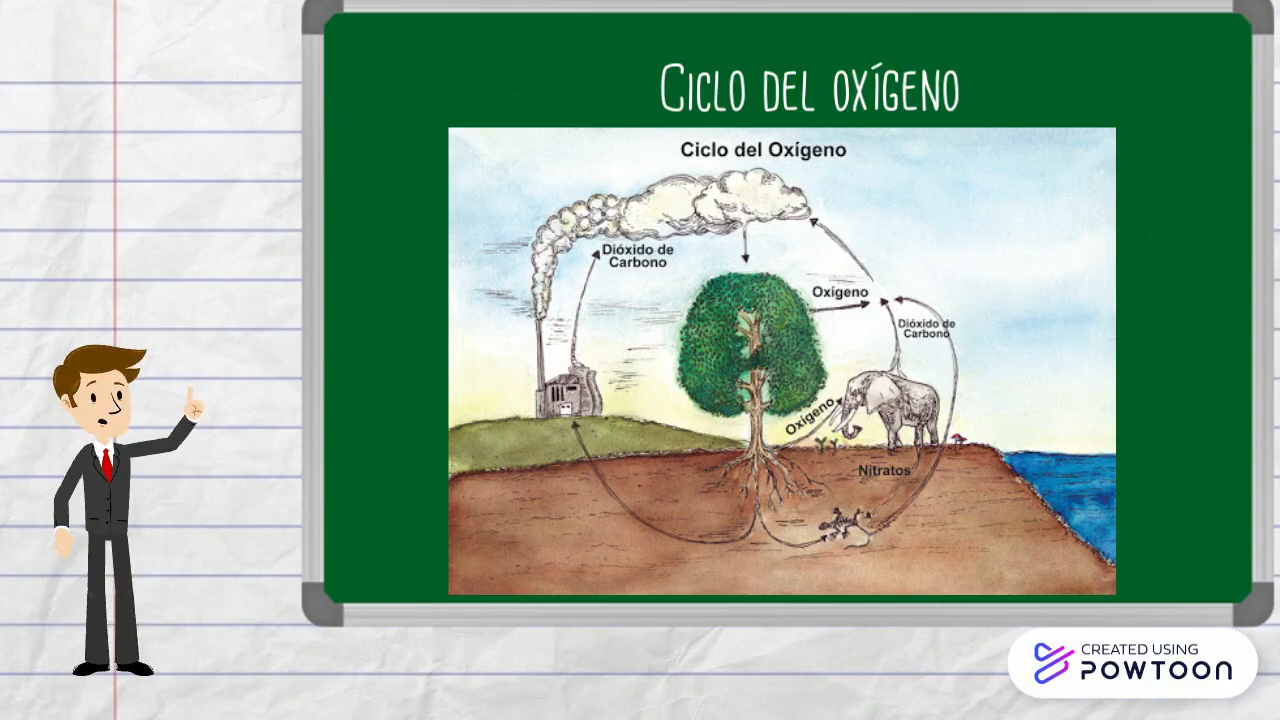 Ciclo del oxígeno
Ciclo del Oxígeno
Dióxido de
Carbono
Oxígeno
Dióxido de
Carbono
Oxígeno
Nitratos
CREATED USING
POWTOON